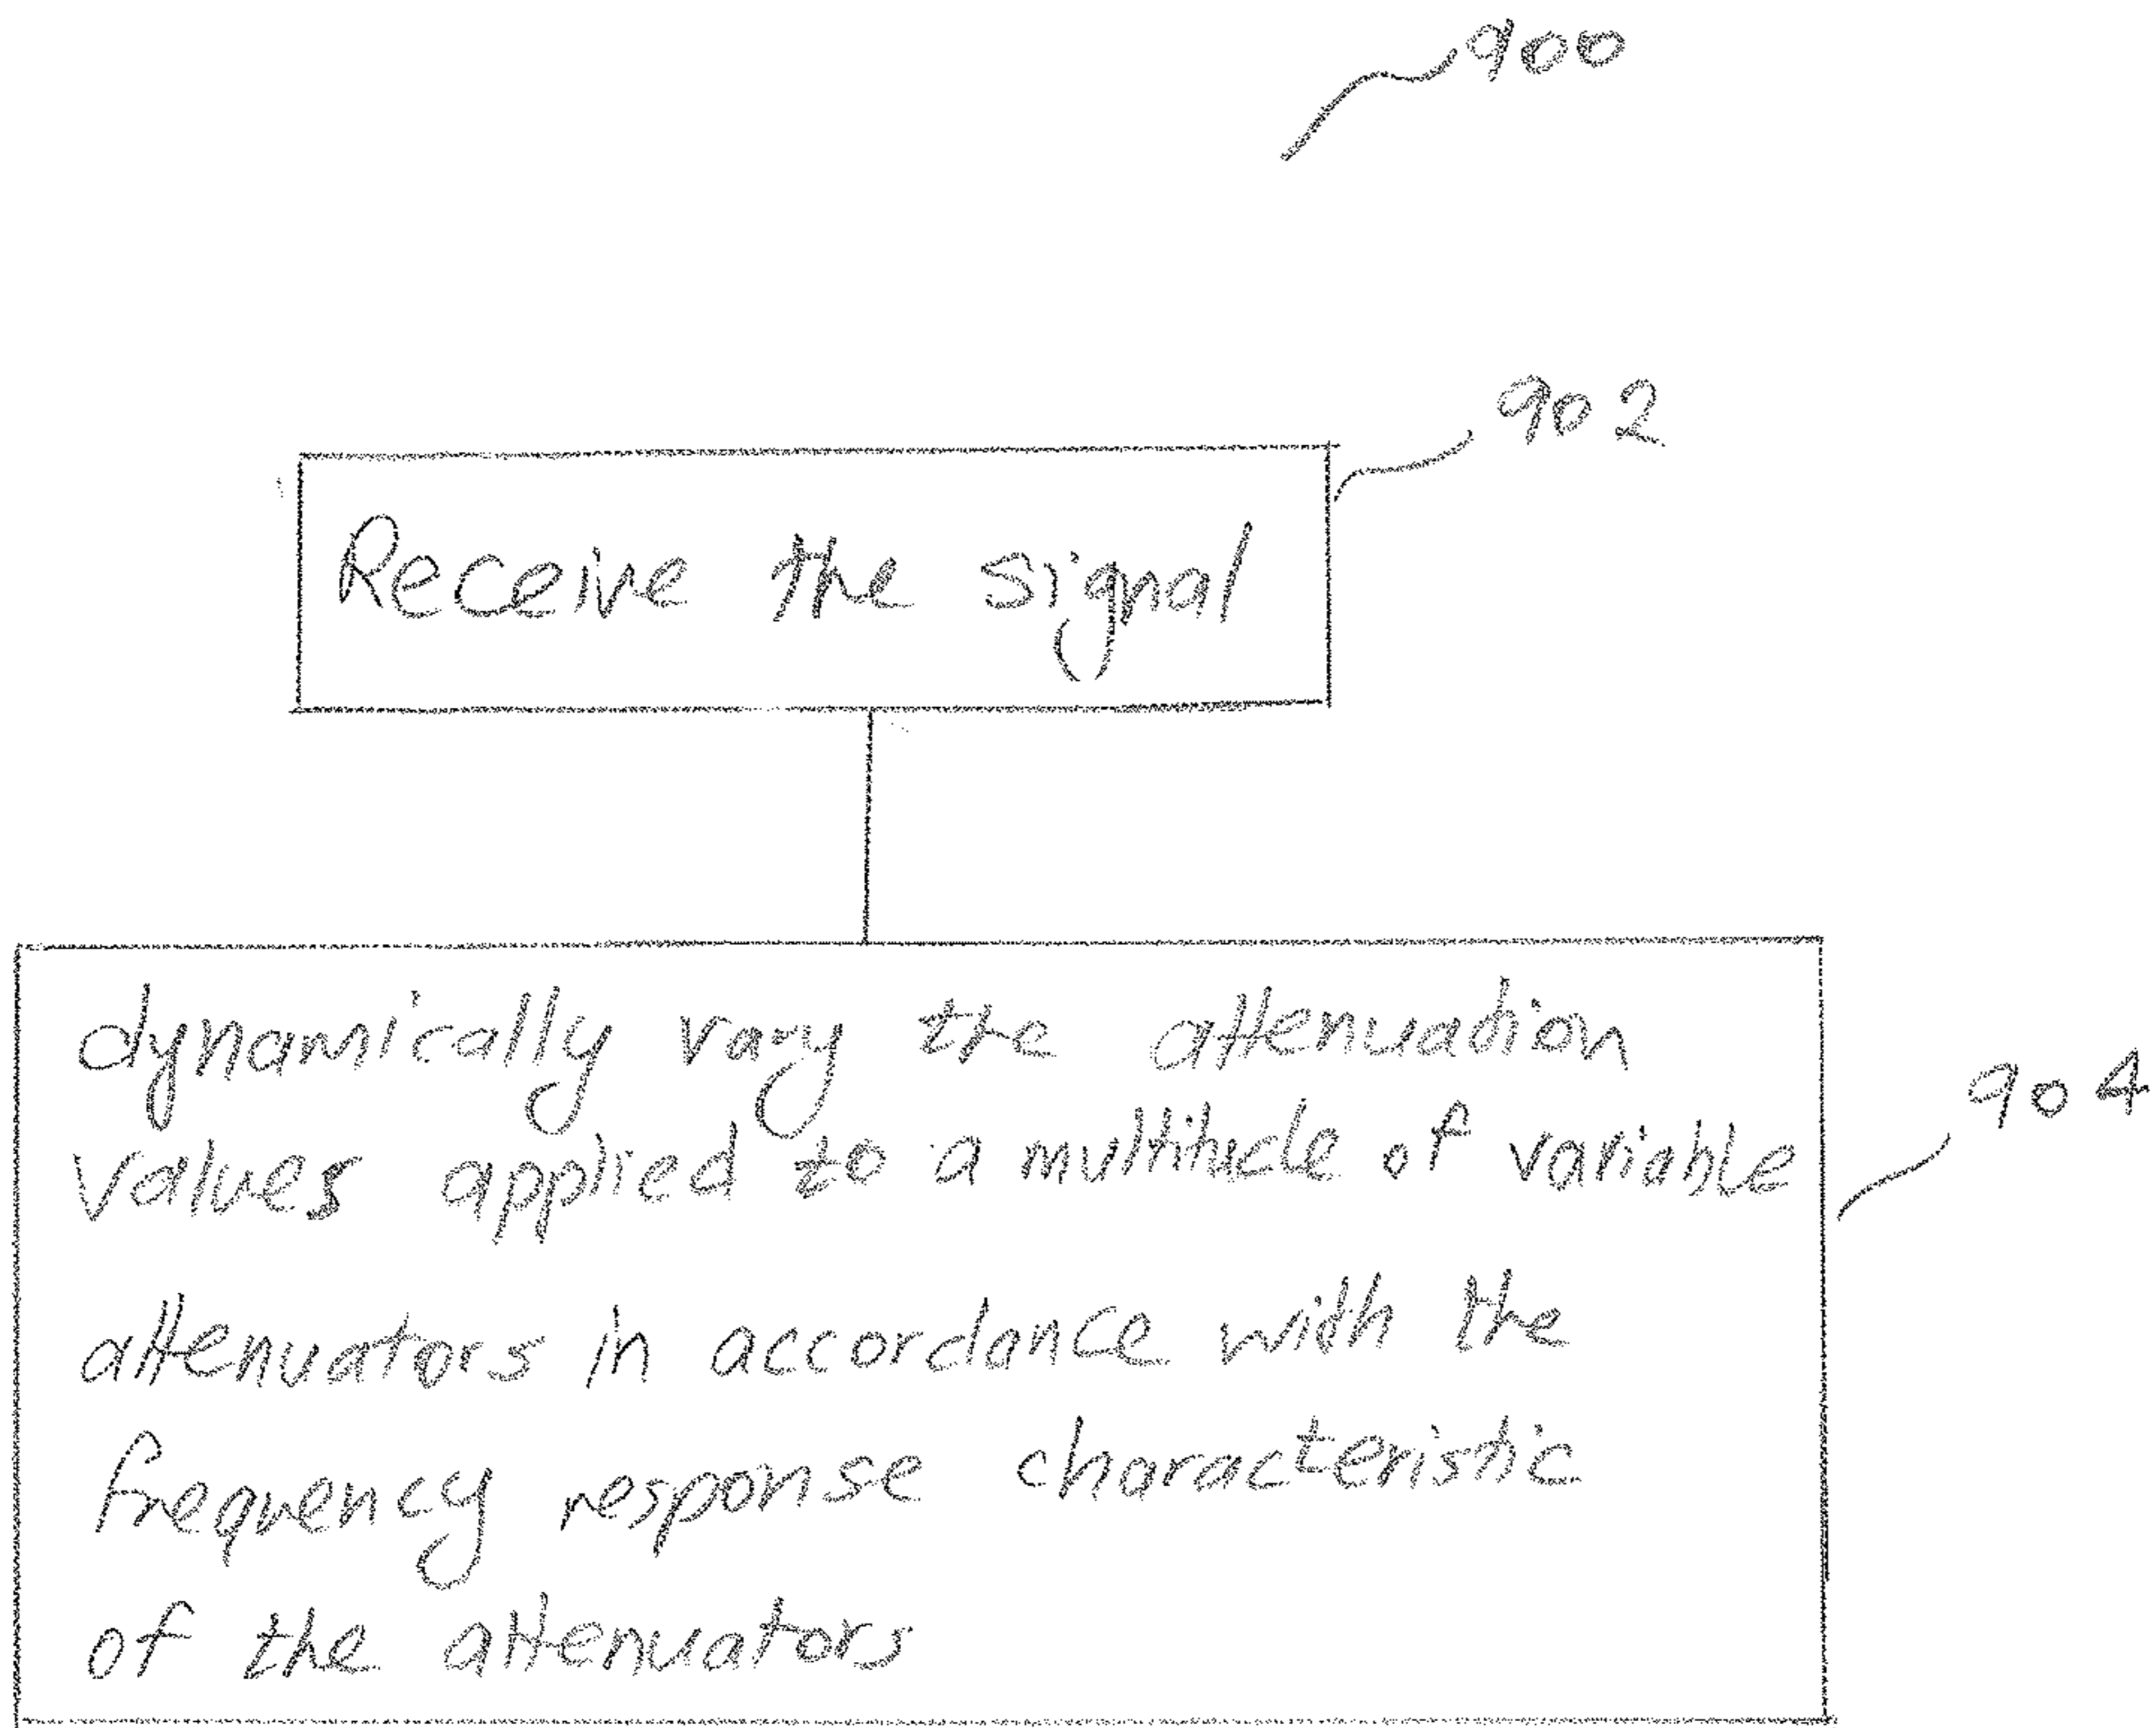 900
902
Receive the signal
dynamically vary the attenuation
values applied to a multitude of variable
904
attenuators in accordance with the
frequency response characteristic
of the attenuators